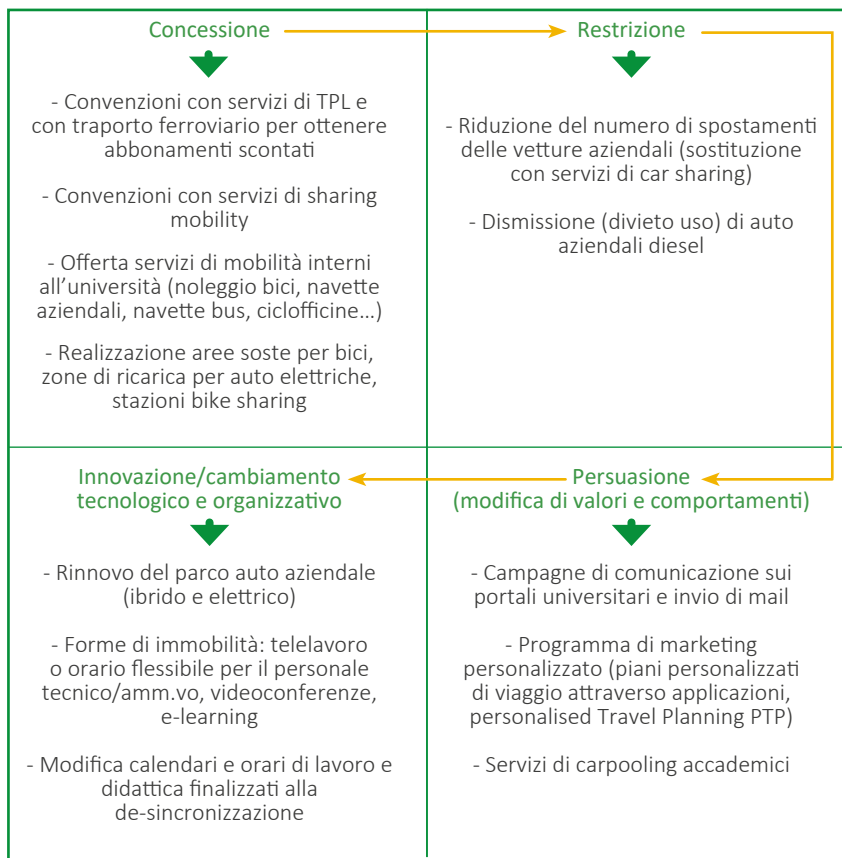 Concessione
- Convenzioni con servizi di TPL e
con traporto ferroviario per ottenere
abbonamenti scontati
- Convenzioni con servizi di sharing
mobility
- Offerta servizi di mobilità interni
all’università (noleggio bici, navette
aziendali, navette bus, ciclofficine...)
- Realizzazione aree soste per bici,
zone di ricarica per auto elettriche,
stazioni bike sharing
Restrizione
- Riduzione del numero di spostamenti
delle vetture aziendali (sostituzione
con servizi di car sharing)
- Dismissione (divieto uso) di auto
aziendali diesel
Innovazione/cambiamento
tecnologico e organizzativo
- Rinnovo del parco auto aziendale
(ibrido e elettrico)
- Forme di immobilità: telelavoro
o orario flessibile per il personale
tecnico/amm.vo, videoconferenze,
e-learning
- Modifica calendari e orari di lavoro e
didattica finalizzati alla
de-sincronizzazione
Persuasione
(modifica di valori e comportamenti)
- Campagne di comunicazione sui
portali universitari e invio di mail
- Programma di marketing
personalizzato (piani personalizzati
di viaggio attraverso applicazioni,
personalised Travel Planning PTP)
- Servizi di carpooling accademici